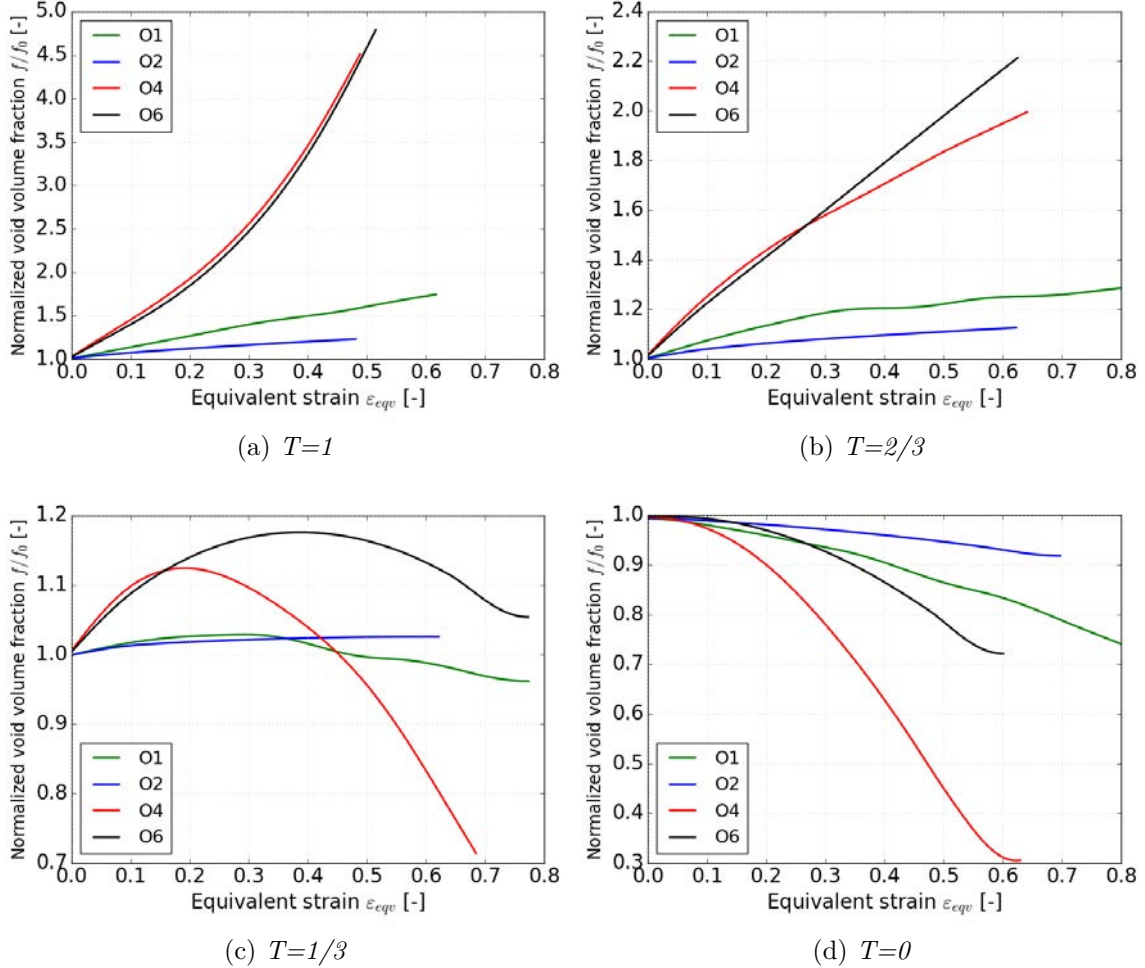 Normalized void volume fraction f/f₀ [-]
5.0
4.5
4.0
3.5
3.0
2.5
2.0
1.5
1.0
O1
O2
O4
O6
0.0 0.1 0.2 0.3 0.4 0.5 0.6 0.7 0.8
Equivalent strain ε_eqv [-]
(a) T=1
Normalized void volume fraction f/f₀ [-]
2.4
2.2
2.0
1.8
1.6
1.4
1.2
1.0
O1
O2
O4
O6
0.0 0.1 0.2 0.3 0.4 0.5 0.6 0.7 0.8
Equivalent strain ε_eqv [-]
(b) T=2/3
Normalized void volume fraction f/f₀ [-]
1.2
1.1
1.0
0.9
0.8
0.7
O1
O2
O4
O6
0.0 0.1 0.2 0.3 0.4 0.5 0.6 0.7 0.8
Equivalent strain ε_eqv [-]
(c) T=1/3
Normalized void volume fraction f/f₀ [-]
1.0
0.9
0.8
0.7
0.6
0.5
0.4
0.3
O1
O2
O4
O6
0.0 0.1 0.2 0.3 0.4 0.5 0.6 0.7 0.8
Equivalent strain ε_eqv [-]
(d) T=0